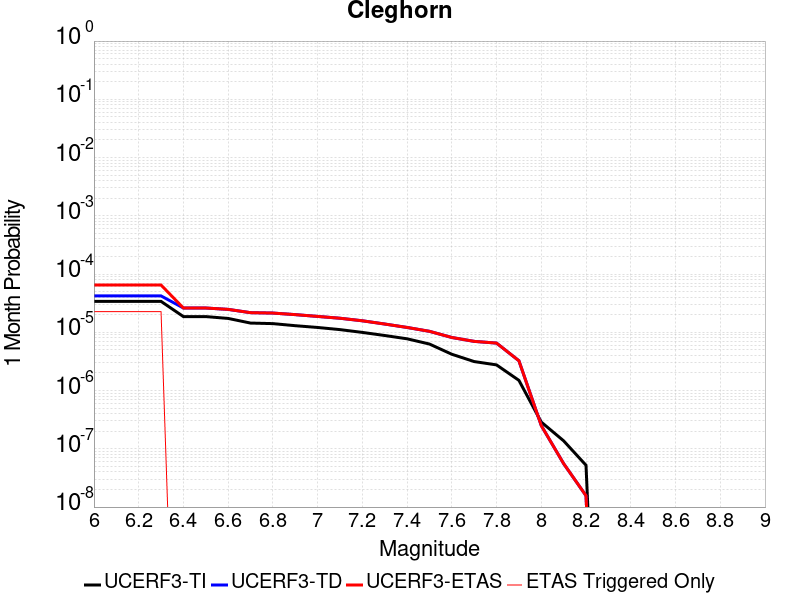 Cleghorn
10^0
10^-1
10^-2
10^-3
10^-4
10^-5
10^-6
10^-7
10^-8
1 Month Probability
6 6.2 6.4 6.6 6.8 7 7.2 7.4 7.6 7.8 8 8.2 8.4 8.6 8.8 9
Magnitude
UCERF3-TI UCERF3-TD UCERF3-ETAS ETAS Triggered Only